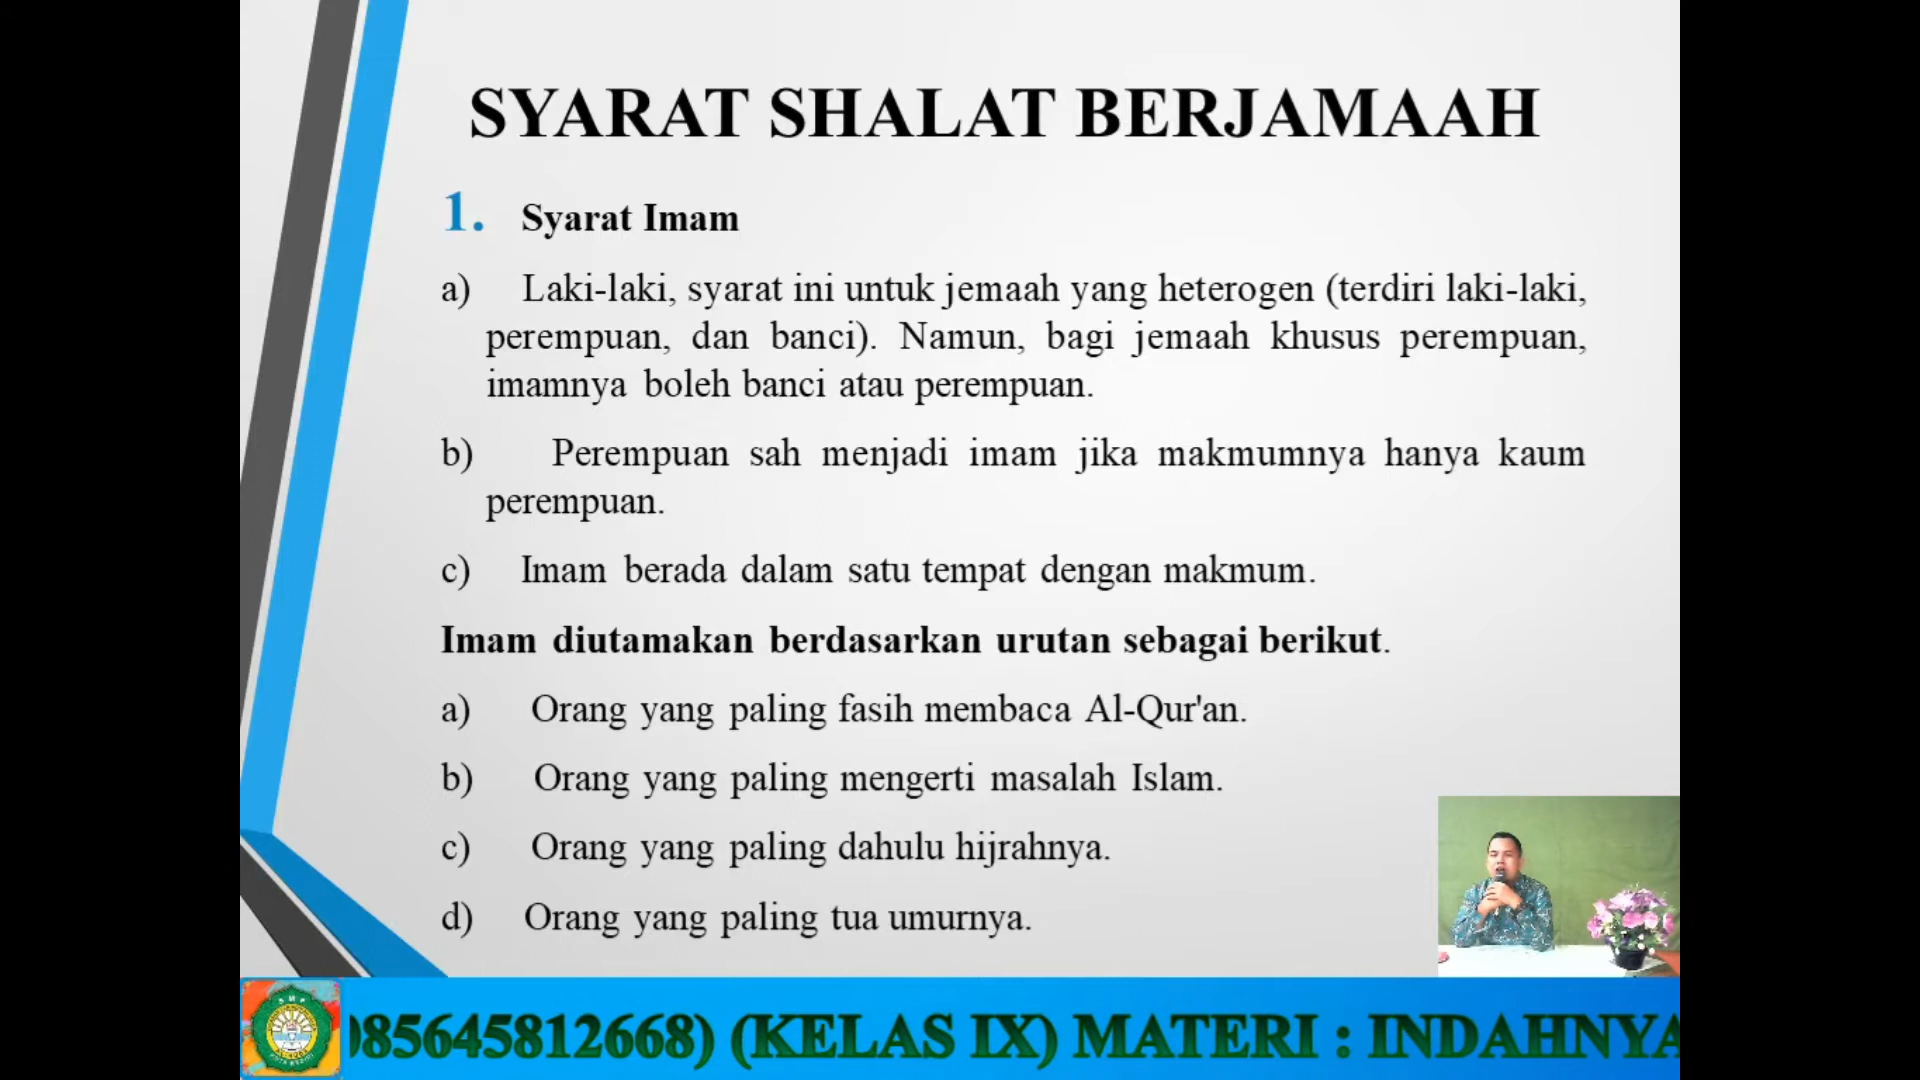 SYARAT SHALAT BERJAMAAH
1. Syarat Imam
a) Laki-laki, syarat ini untuk jemaah yang heterogen (terdiri laki-laki,
perempuan, dan banci). Namun, bagi jemaah khusus perempuan,
imamnya boleh banci atau perempuan.
b) Perempuan sah menjadi imam jika makmumnya hanya kaum
perempuan.
c) Imam berada dalam satu tempat dengan makmum.
Imam diutamakan berdasarkan urutan sebagai berikut.
a) Orang yang paling fasih membaca Al-Qur'an.
b) Orang yang paling mengerti masalah Islam.
c) Orang yang paling dahulu hijrahnya.
d) Orang yang paling tua umurnya.
85645812668) (KELAS IX) MATERI : INDAHNYA
SMP